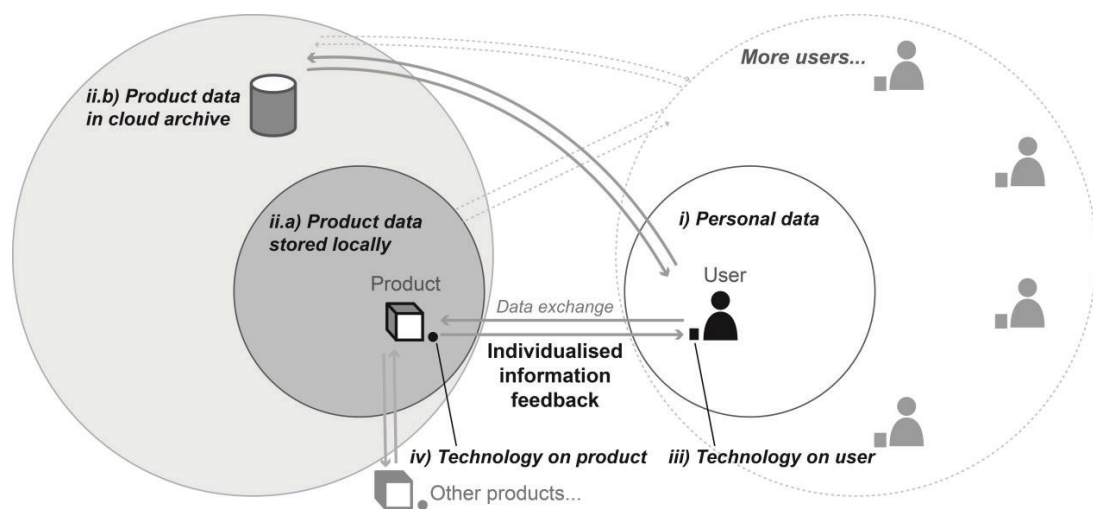 More users...
ii.b) Product data
in cloud archive
ii.a) Product data
stored locally
i) Personal data
Product
User
Data exchange
Individualised
information
feedback
iv) Technology on product
iii) Technology on user
Other products...